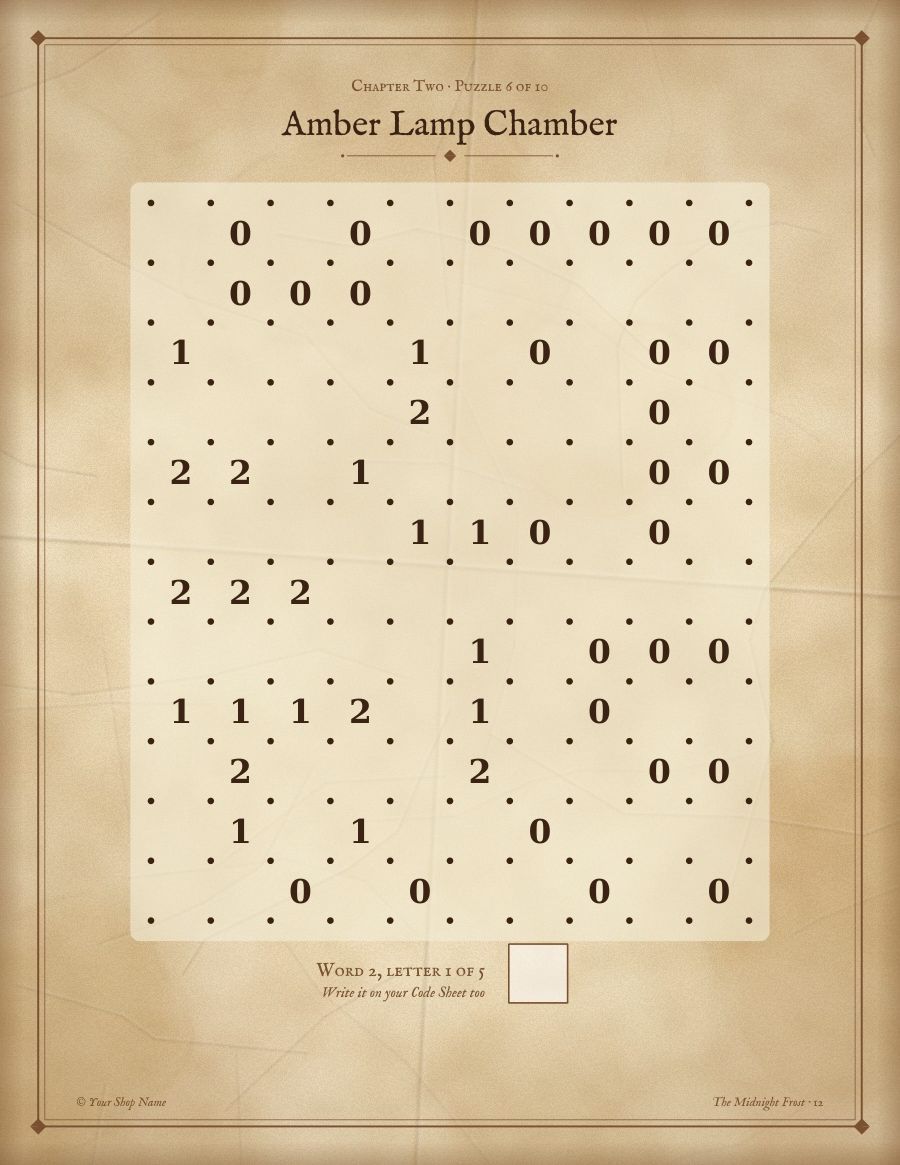 Chapter Two · Puzzle 6 of 10
Amber Lamp Chamber
0 0 0 0 0 0 0
0 0 0
1 1 0 0 0
2 0
2 2 1 0 0
1 1 0 0
2 2 2
1 0 0 0
1 1 1 2 1 0
2 2 0 0
1 1 0
0 0 0 0
Word 2, letter 1 of 5
Write it on your Code Sheet too
© Your Shop Name
The Midnight Frost · 12